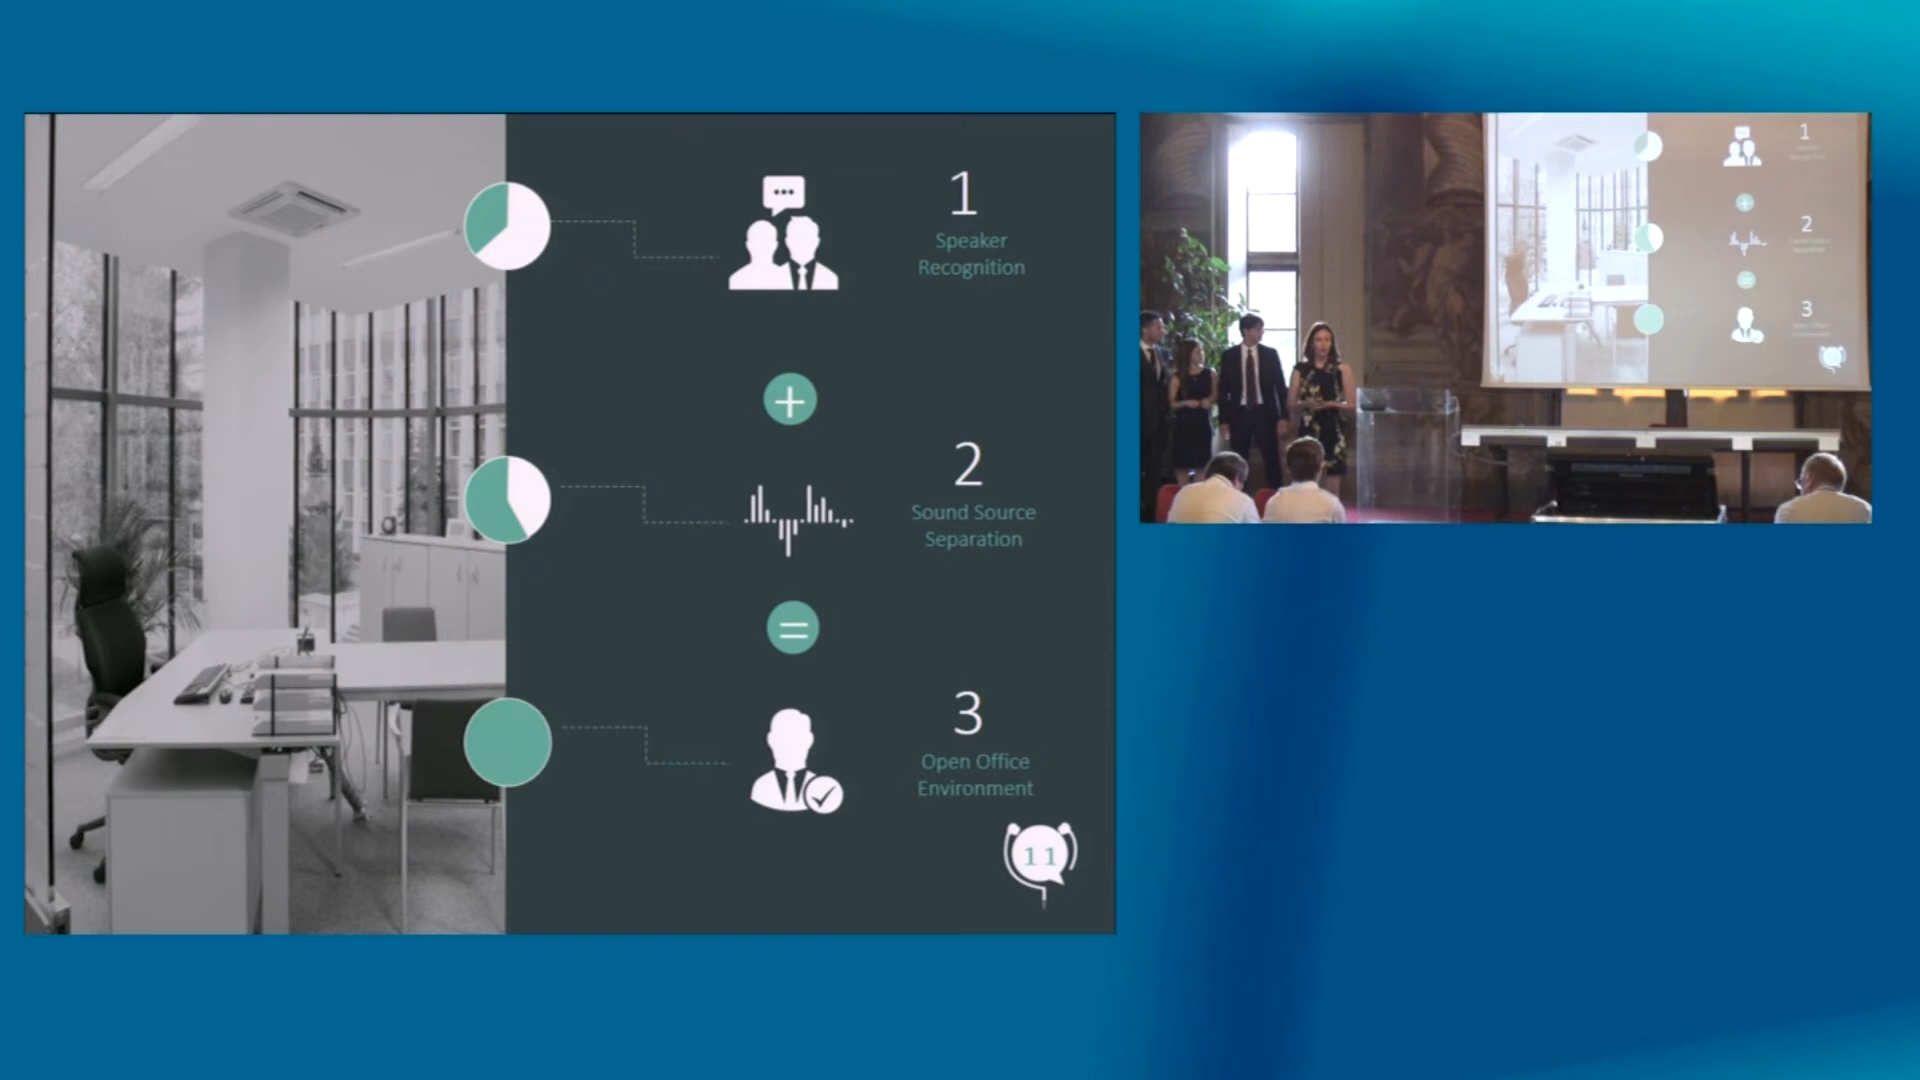 1
Speaker
Recognition
+
2
Sound Source
Separation
=
3
Open Office
Environment
11
1
2
3